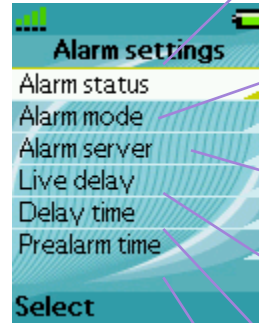 Alarm settings
Alarm status
Alarm mode
Alarm server
Live delay
Delay time
Prealarm time
Select